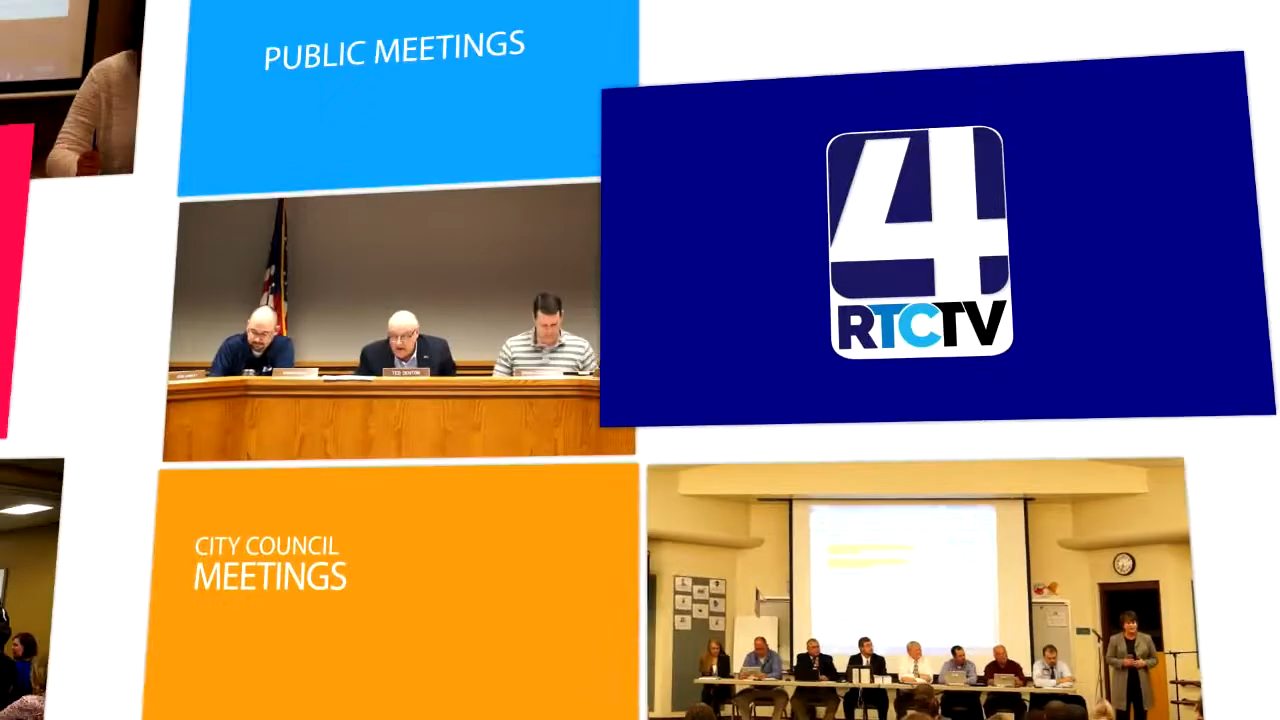 PUBLIC MEETINGS
4
RTCTV
TED DENTON
CITY COUNCIL
MEETINGS